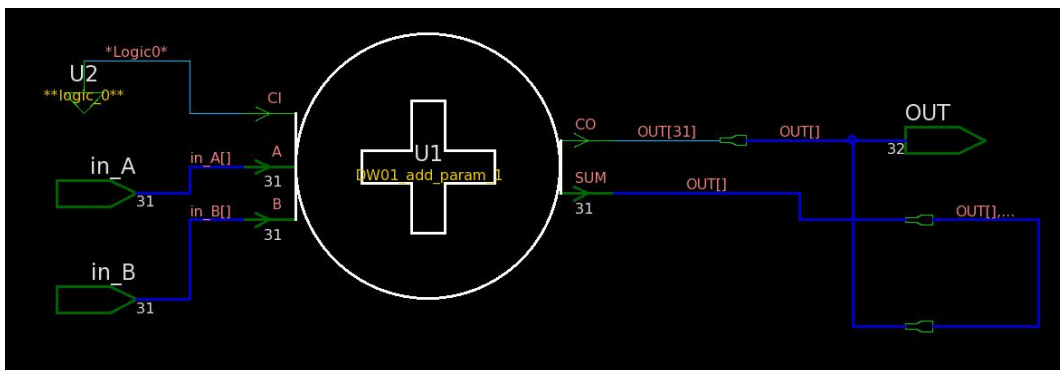 *Logic0*
U2
**logic_0**
CI
in_A
in_A[]
A
31
31
in_B[]
B
31
in_B
31
U1
DW01_add_param_1
CO
OUT[31]
OUT[]
OUT
32
SUM
OUT[]
31
OUT[],...